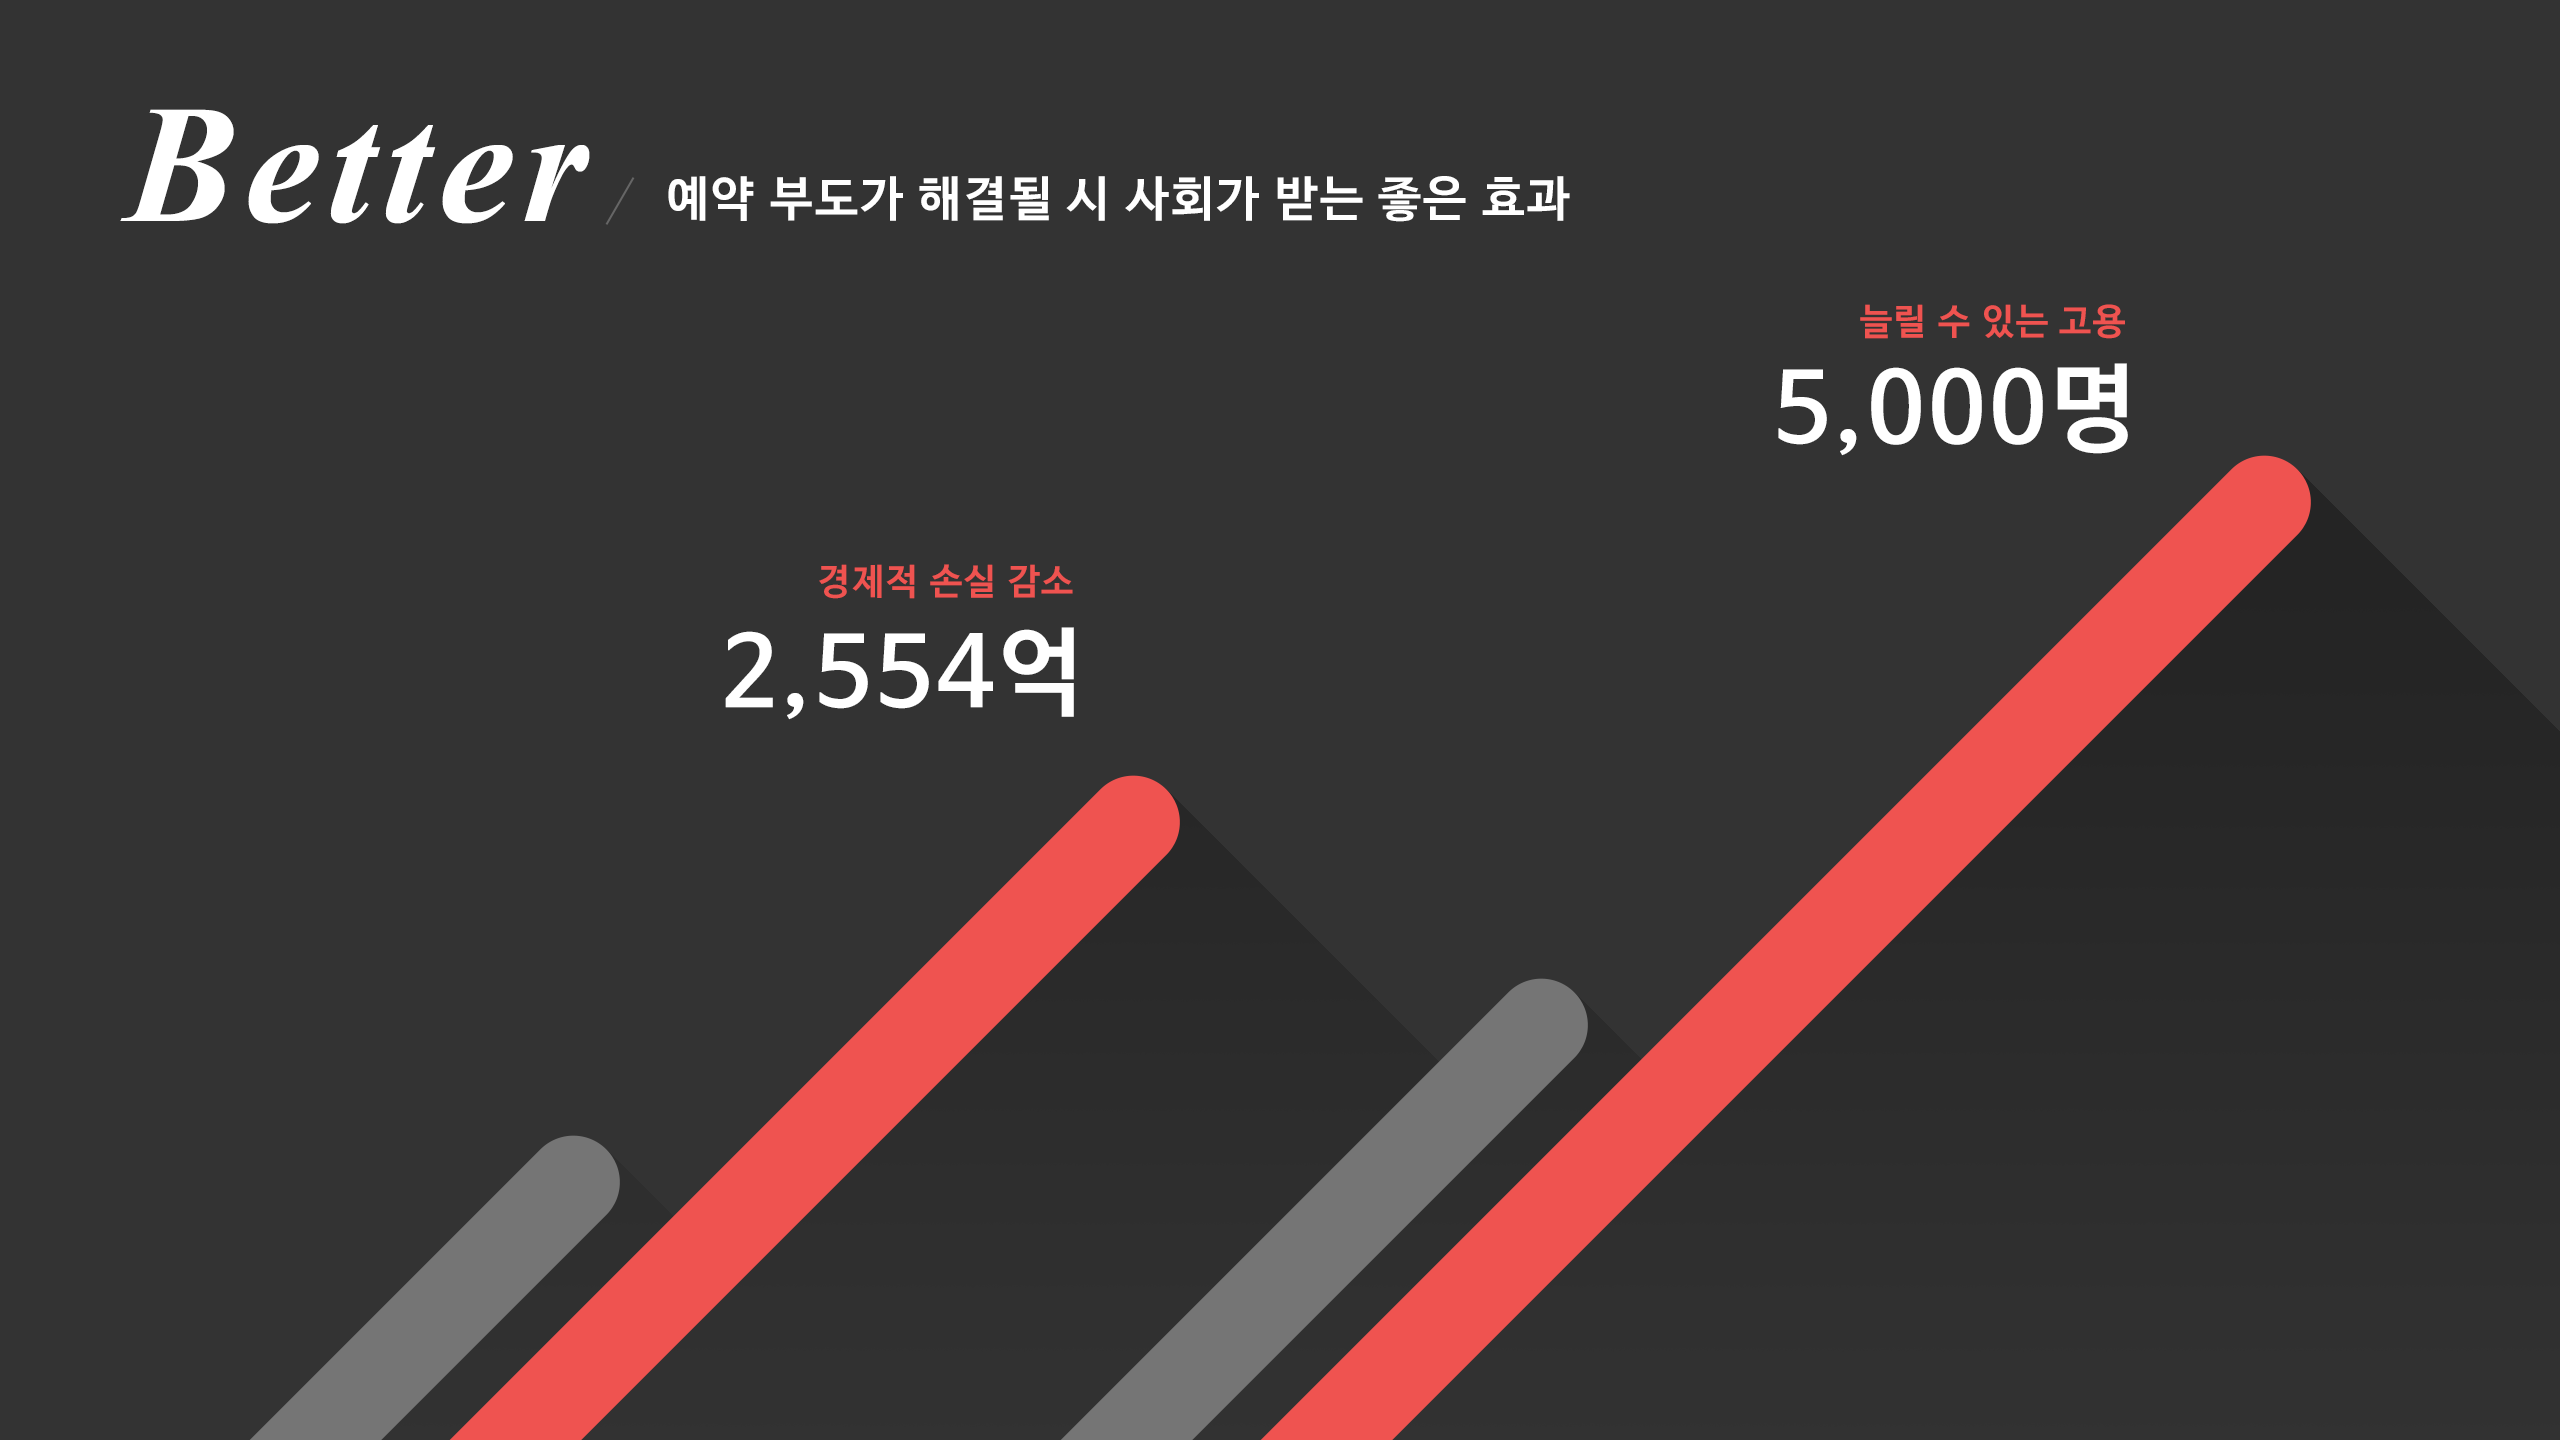 Better / 예약 부도가 해결될 시 사회가 받는 좋은 효과
늘릴 수 있는 고용
5,000명
경제적 손실 감소
2,554억